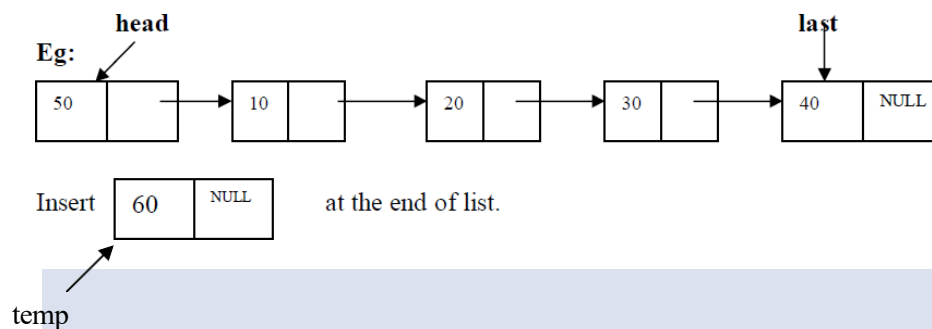 head last
Eg:
50 10 20 30 40 NULL
Insert 60 NULL at the end of list.
temp